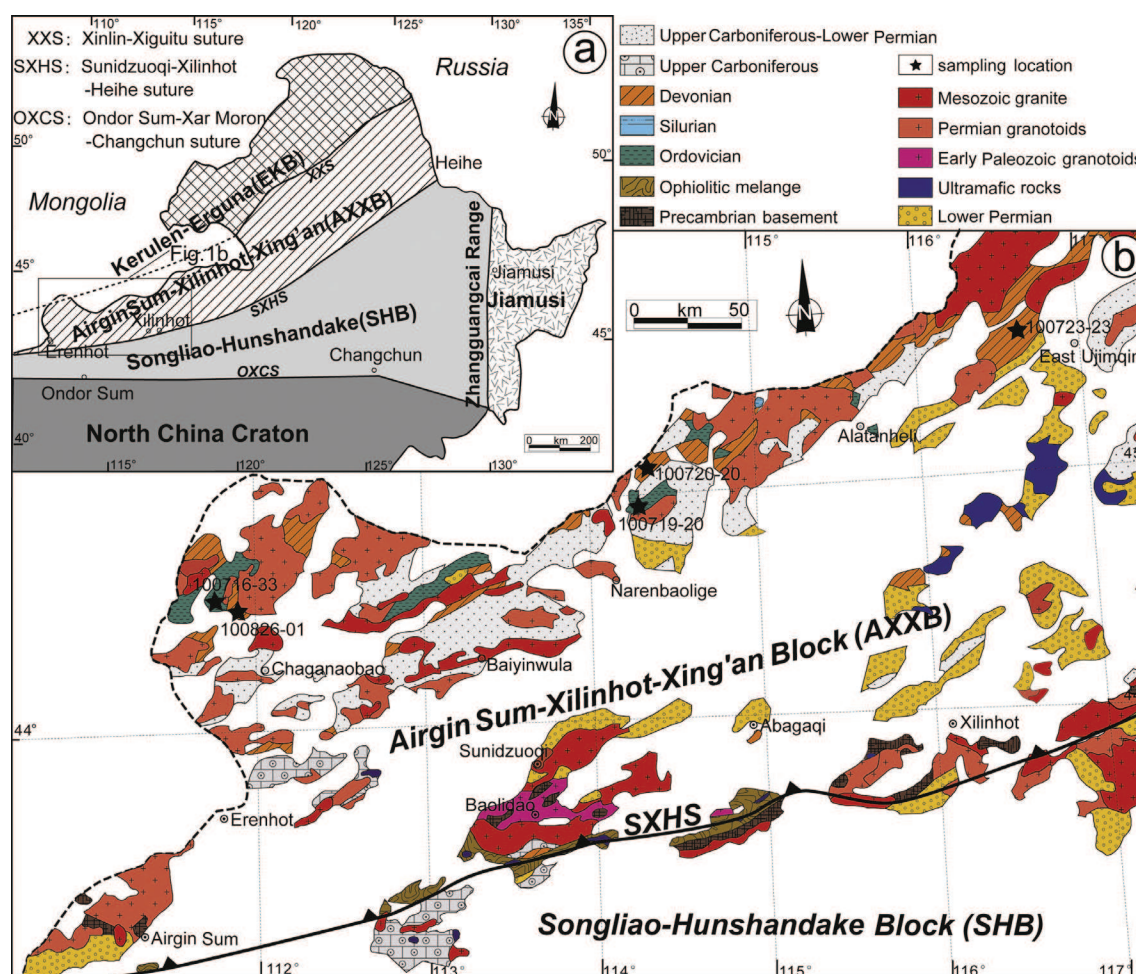 110° 115° 120° 125° 130° 135°
XXS: Xinlin-Xiguitu suture
SXHS: Sunidzuoqi-Xilinhot
-Heihe suture
OXCS: Ondor Sum-Xar Moron
-Changchun suture
a
Russia
N
50°
50°
Heihe
XXS
Mongolia
Kerulen-Erguna(EKB)
Fig.1b
45°
45°
Airgin Sum-Xilinhot-Xing'an(AXXB)
Xilinhot
SXHS
Erenhot
Songliao-Hunshandake(SHB)
Zhangguangcai Range
Jiamusi
Jiamusi
Changchun
OXCS
Ondor Sum
North China Craton
40°
0 km 200
115° 120° 125° 130°
Upper Carboniferous-Lower Permian
Upper Carboniferous
Devonian
Silurian
Ordovician
Ophiolitic melange
Precambrian basement
sampling location
Mesozoic granite
Permian granotoids
Early Paleozoic granotoids
Ultramafic rocks
Lower Permian
b
115° 116° 117°
0 km 50
N
100723-23
East Ujimqin
Alatanheli
45
100720-20
100719-20
Narenbaolige
100716-33
100826-01
Chaganaobao
Baiyinwula
Airgin Sum-Xilinhot-Xing'an Block (AXXB)
44°
Sunidzuoqi
Abagaqi
Xilinhot
Baoligao
Erenhot
SXHS
Airgin Sum
Songliao-Hunshandake Block (SHB)
112° 113° 114° 115° 116° 117°